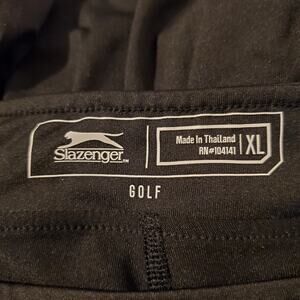 Slazenger
Made In Thailand
RN#104141
XL
GOLF